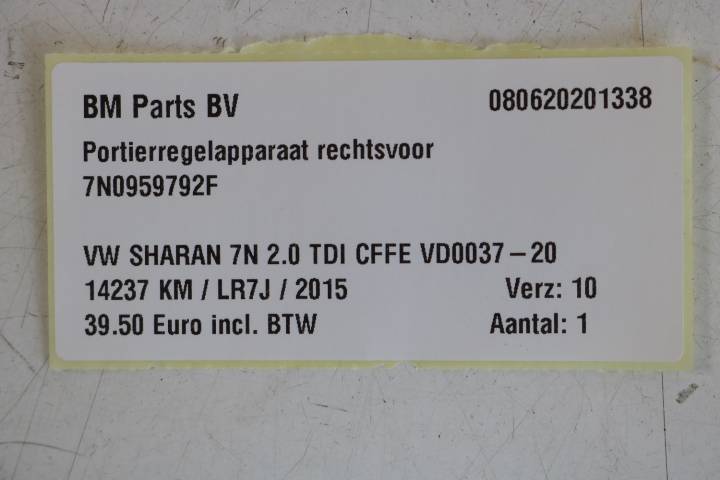 BM Parts BV 080620201338
Portierregelapparaat rechtsvoor
7N0959792F
VW SHARAN 7N 2.0 TDI CFFE VD0037-20
14237 KM / LR7J / 2015 Verz: 10
39.50 Euro incl. BTW Aantal: 1